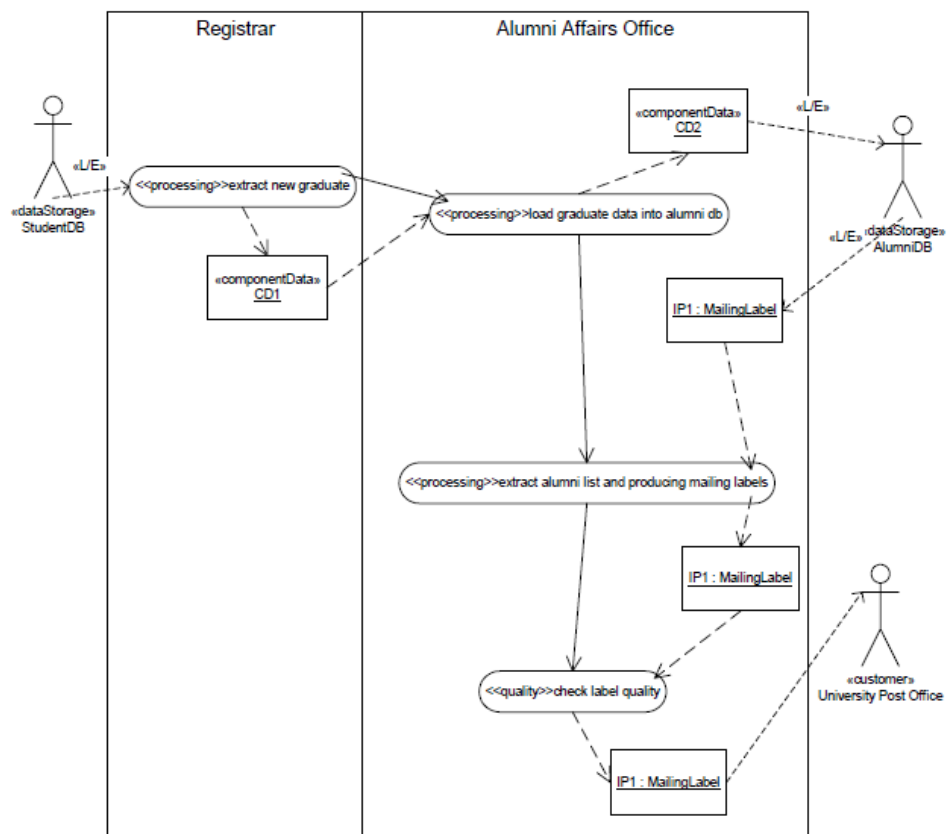 Registrar
Alumni Affairs Office
«componentData»
CD2
«L/E»
«L/E»
«dataStorage»
StudentDB
<<processing>>extract new graduate
<<processing>>load graduate data into alumni db
«L/E»
dataStorage»
AlumniDB
«componentData»
CD1
IP1 : MailingLabel
<<processing>>extract alumni list and producing mailing labels
IP1 : MailingLabel
<<quality>>check label quality
«customer»
University Post Office
IP1 : MailingLabel